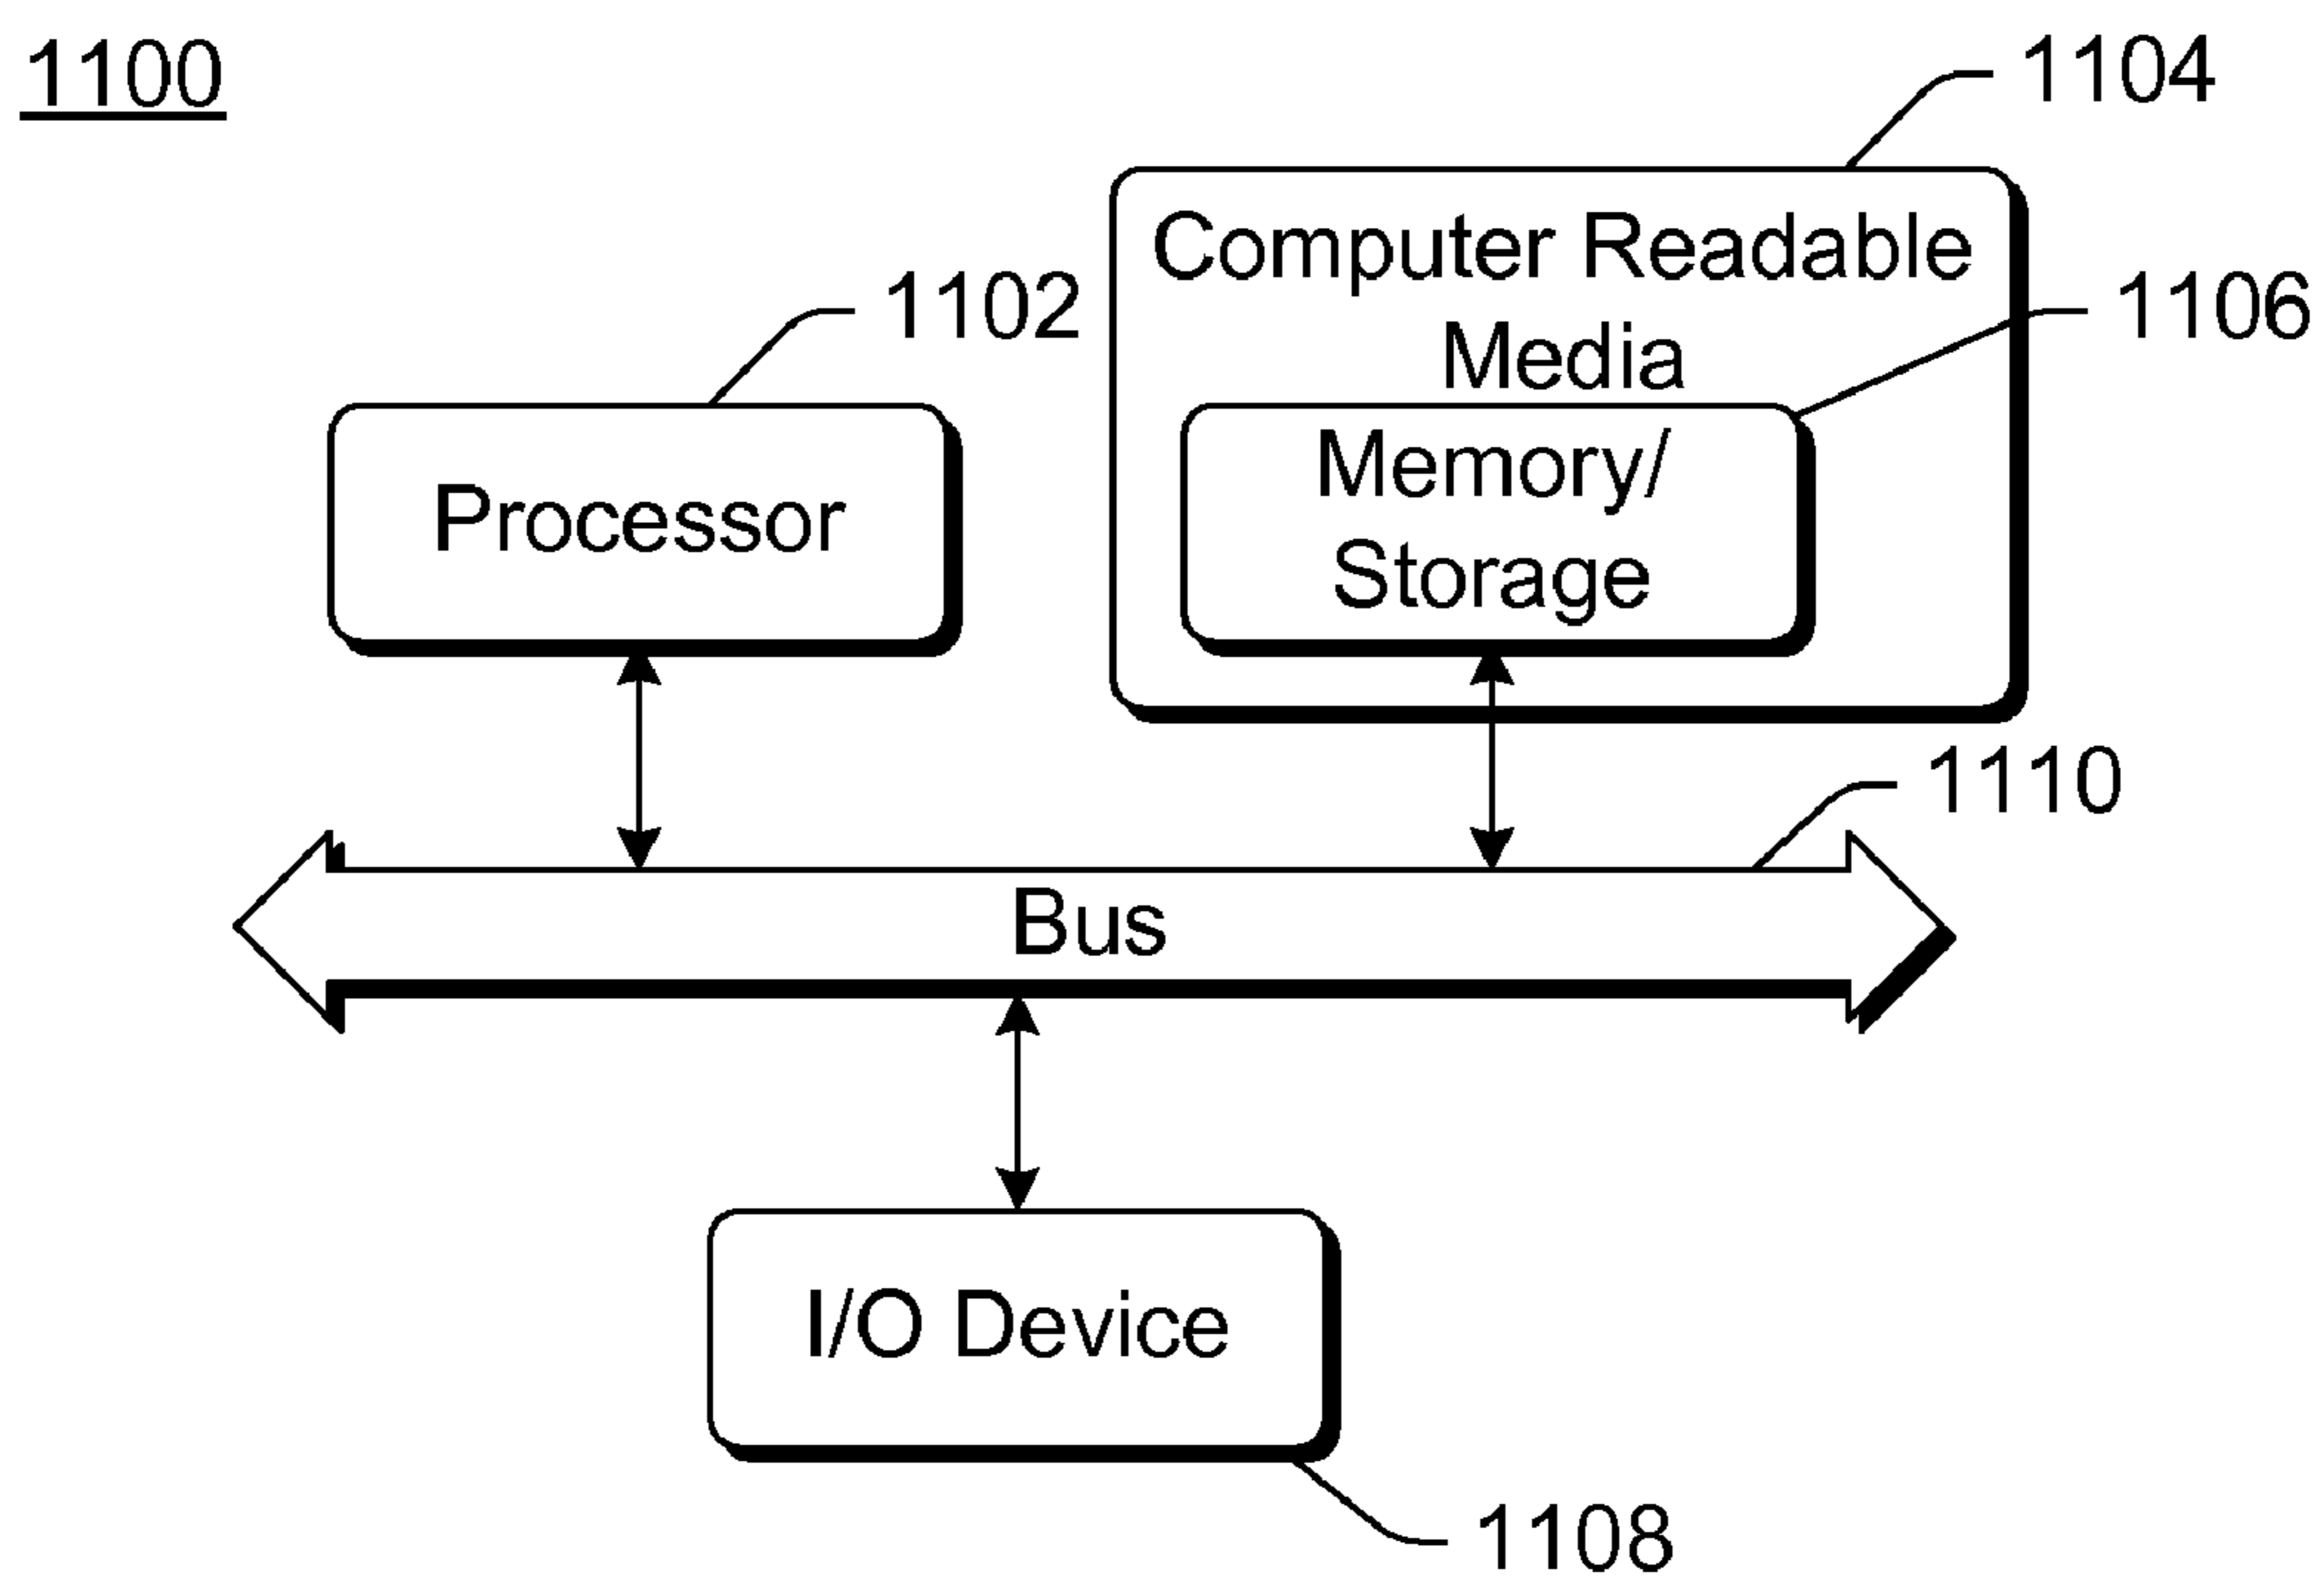 1100
1104
Computer Readable
Media
1106
1102
Processor
Memory/
Storage
1110
Bus
I/O Device
1108